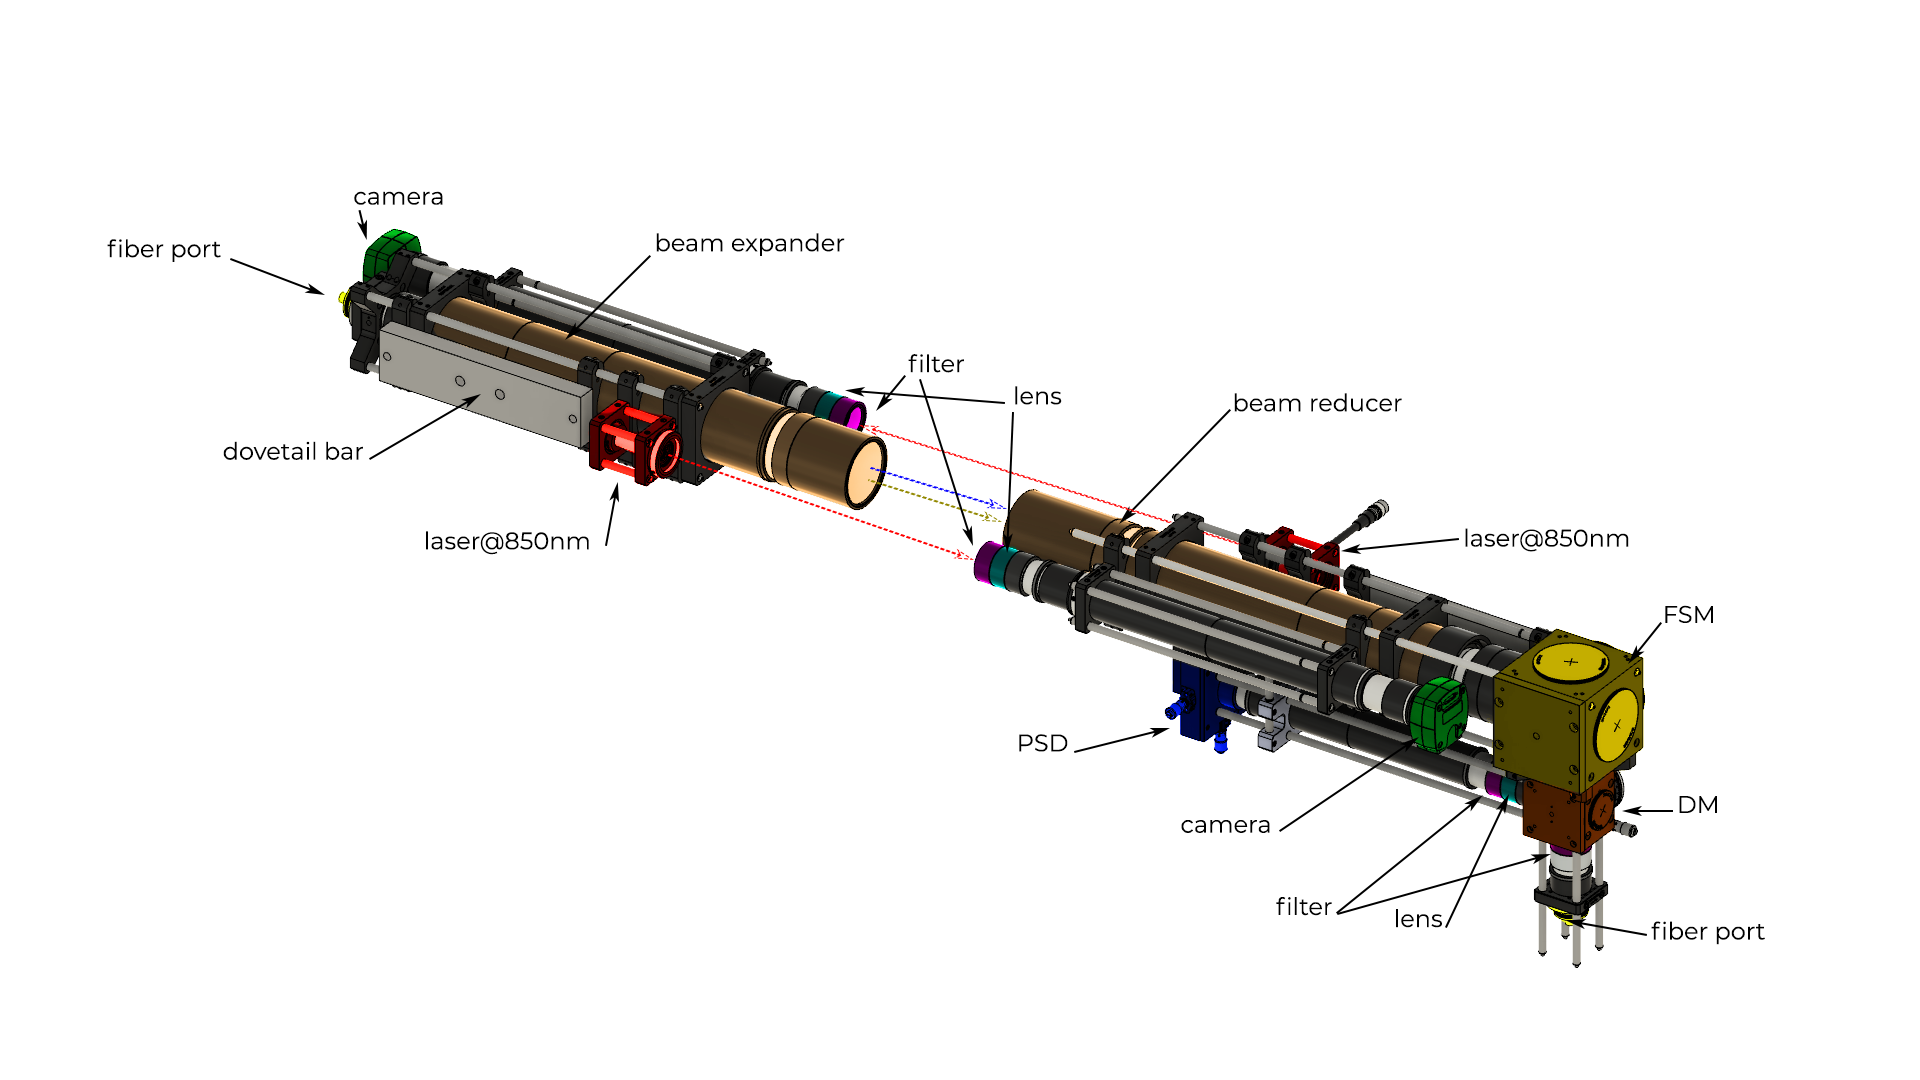 camera
fiber port
beam expander
filter
lens
beam reducer
dovetail bar
laser@850nm
laser@850nm
FSM
PSD
camera
DM
filter
lens
fiber port